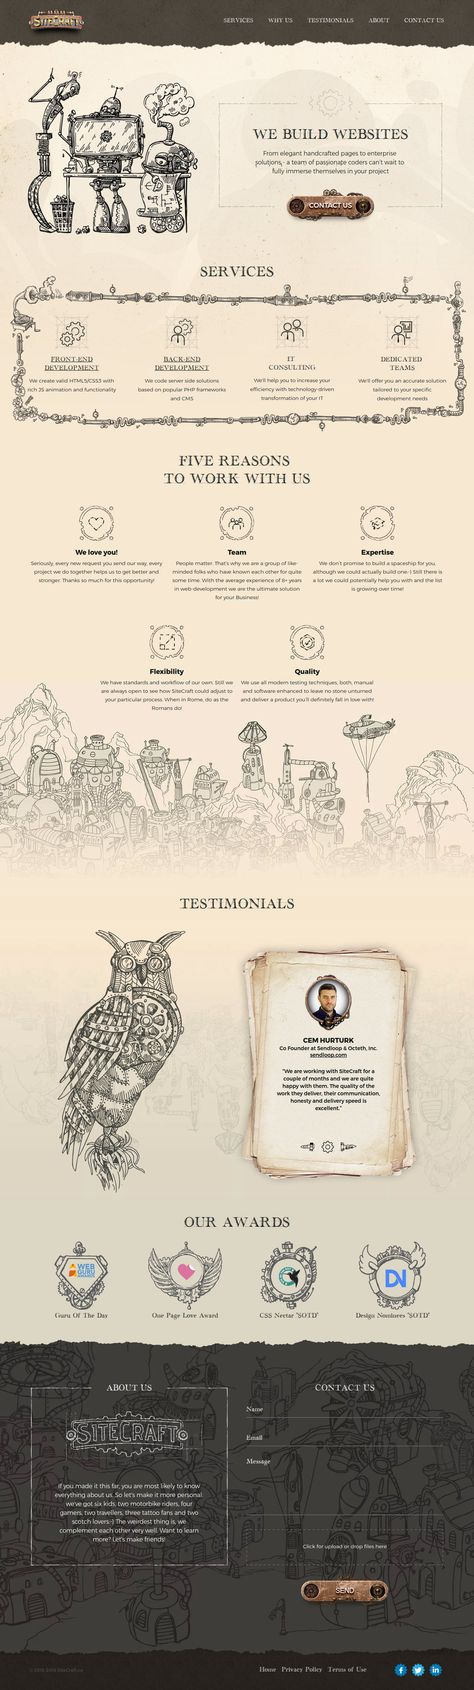 SITECRAFT
SERVICES
WHY US
TESTIMONIALS
ABOUT
CONTACT US
WE BUILD WEBSITES
From elegant handcrafted pages to enterprise
solutions, - a team of passionate coders can't wait to
fully immerse themselves in your project
CONTACT US
SERVICES
FRONT-END
DEVELOPMENT
We create valid HTML5/CSS3 with
rich JS animation and functionality
BACK-END
DEVELOPMENT
We code server side solutions
based on popular PHP frameworks
and CMS
IT
CONSULTING
We'll help you to increase your
efficiency with technology-driven
transformation of your IT
DEDICATED
TEAMS
We'll offer you an accurate solution
tailored to your specific
development needs
FIVE REASONS
TO WORK WITH US
We love you!
Seriously, every new request you send our way, every
project we do together helps us to get better and
stronger. Thanks so much for this opportunity!
Team
People matter. That's why we are a group of like-
minded folks who have known each other for quite
some time. With the average experience of 8+ years
in web-development we are the ultimate solution
for your Business!
Expertise
We don't promise to build a spaceship for you,
although we could actually build one:-) Still there is
a lot we could potentially help you with and the list
is growing over time!
Flexibility
We have standards and workflow of our own. Still we
are always open to see how SiteCraft could adjust to
your particular process. When in Rome, do as the
Romans do!
Quality
We use all modern testing techniques, both, manual
and software enhanced to leave no stone unturned
and deliver a product you'll definitely fall in love with!
TESTIMONIALS
CEM HURTURK
Co Founder at Sendloop & Octeth, Inc.
sendloop.com
"We are working with SiteCraft for a
couple of months and we are quite
happy with them. The quality of the
work they deliver, their communication,
honesty and delivery speed is
excellent."
OUR AWARDS
WEB
GURU
AWARDS
Guru Of The Day
One Page Love Award
CSS Nectar "SOTD"
DN
Design Nominees "SOTD"
ABOUT US
SITECRAFT
If you made it this far, you are most likely to know
everything about us. So let's make it more personal:
we've got six kids, two motorbike riders, four
gamers, two travellers, three tattoo fans and two
scotch lovers:-) The weirdest thing is, we
complement each other very well. Want to learn
more? Let's make friends!
CONTACT US
Name
Email
Message
Click for upload or drop files here
SEND
Home
Privacy Policy
Terms of Use